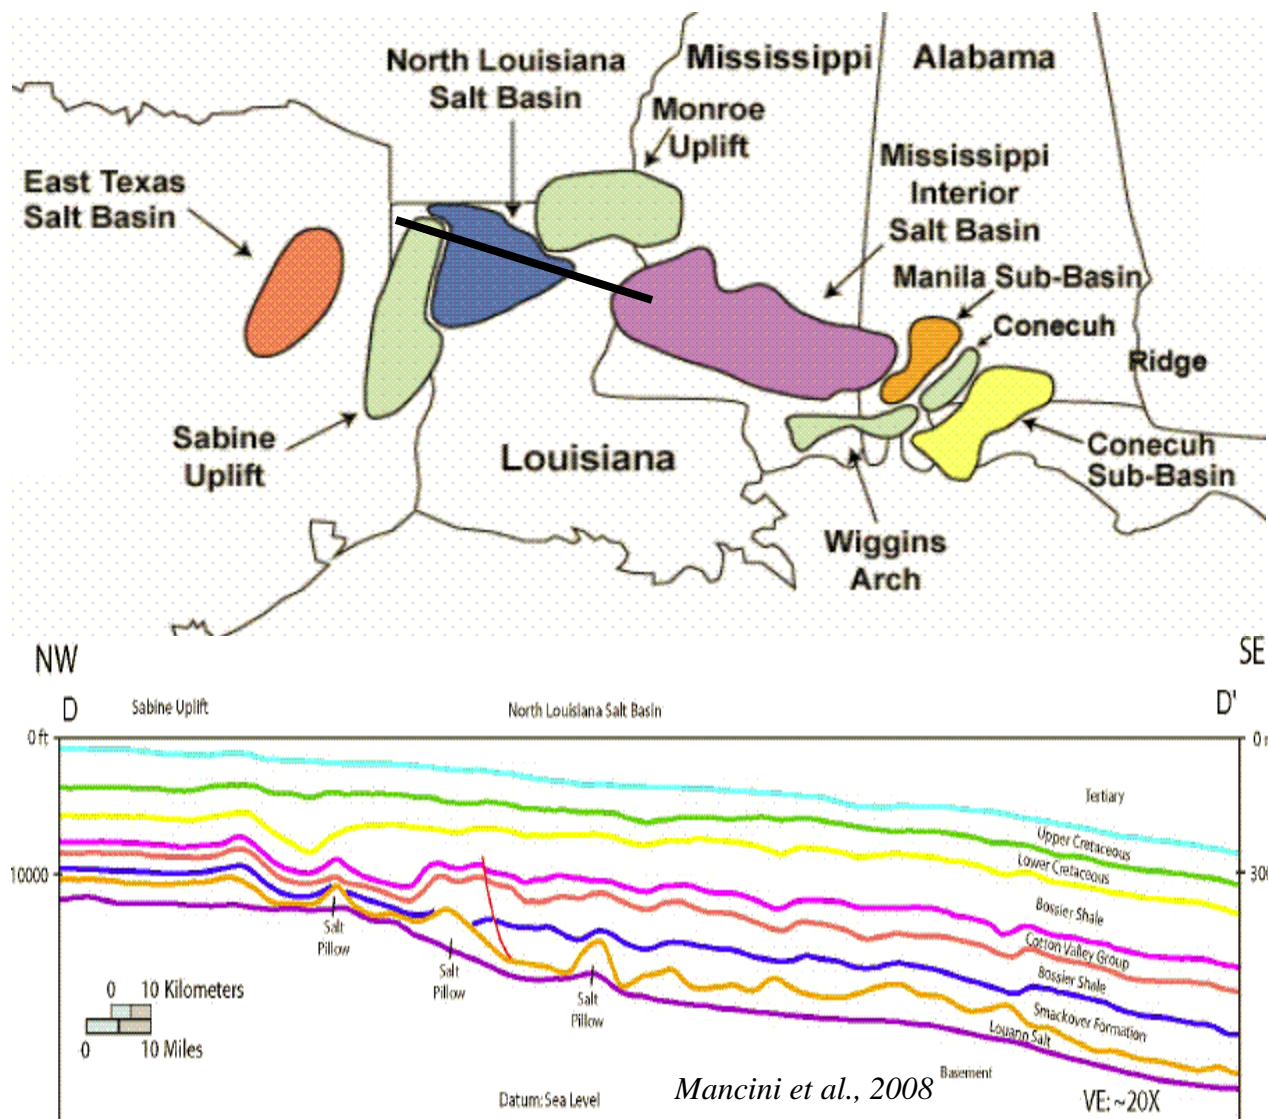 North Louisiana
Salt Basin
Mississippi
Alabama
Monroe
Uplift
Mississippi
Interior
Salt Basin
East Texas
Salt Basin
Manila Sub-Basin
Conecuh
Ridge
Sabine
Uplift
Louisiana
Conecuh
Sub-Basin
Wiggins
Arch
NW
SE
D
Sabine Uplift
North Louisiana Salt Basin
D'
0 ft
0
Tertiary
Upper Cretaceous
Lower Cretaceous
10000
300
Bossier Shale
Cotton Valley Group
Bossier Shale
Salt
Pillow
Salt
Pillow
Salt
Pillow
Smackover Formation
Louann Salt
0 10 Kilometers
0 10 Miles
Basement
Mancini et al., 2008
Datum: Sea Level
VE: ~20X